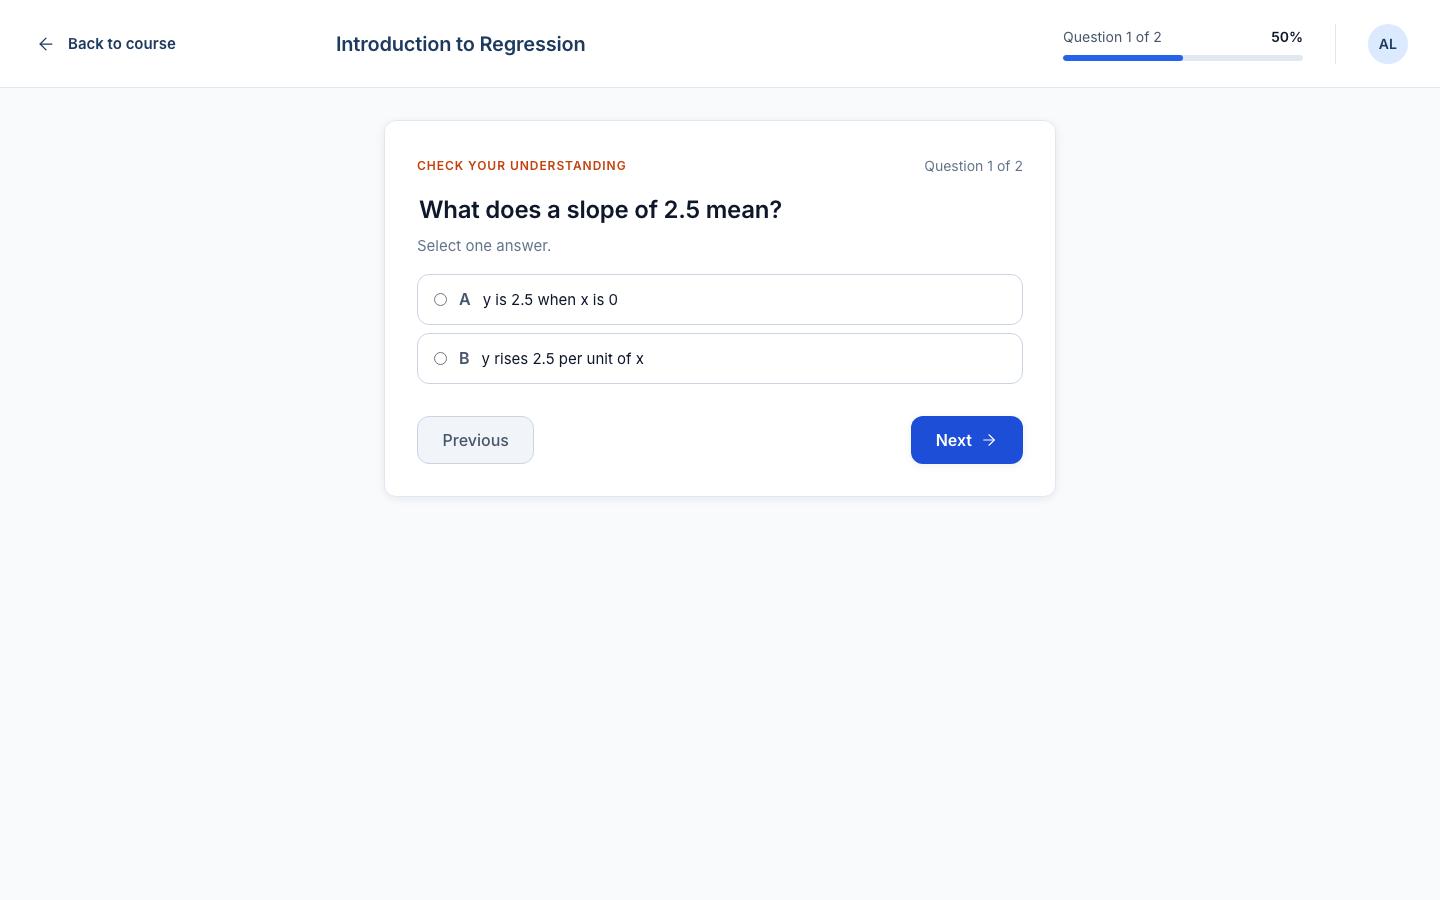 Back to course
Introduction to Regression
Question 1 of 2
50%
AL
CHECK YOUR UNDERSTANDING
Question 1 of 2
What does a slope of 2.5 mean?
Select one answer.
A y is 2.5 when x is 0
B y rises 2.5 per unit of x
Previous
Next